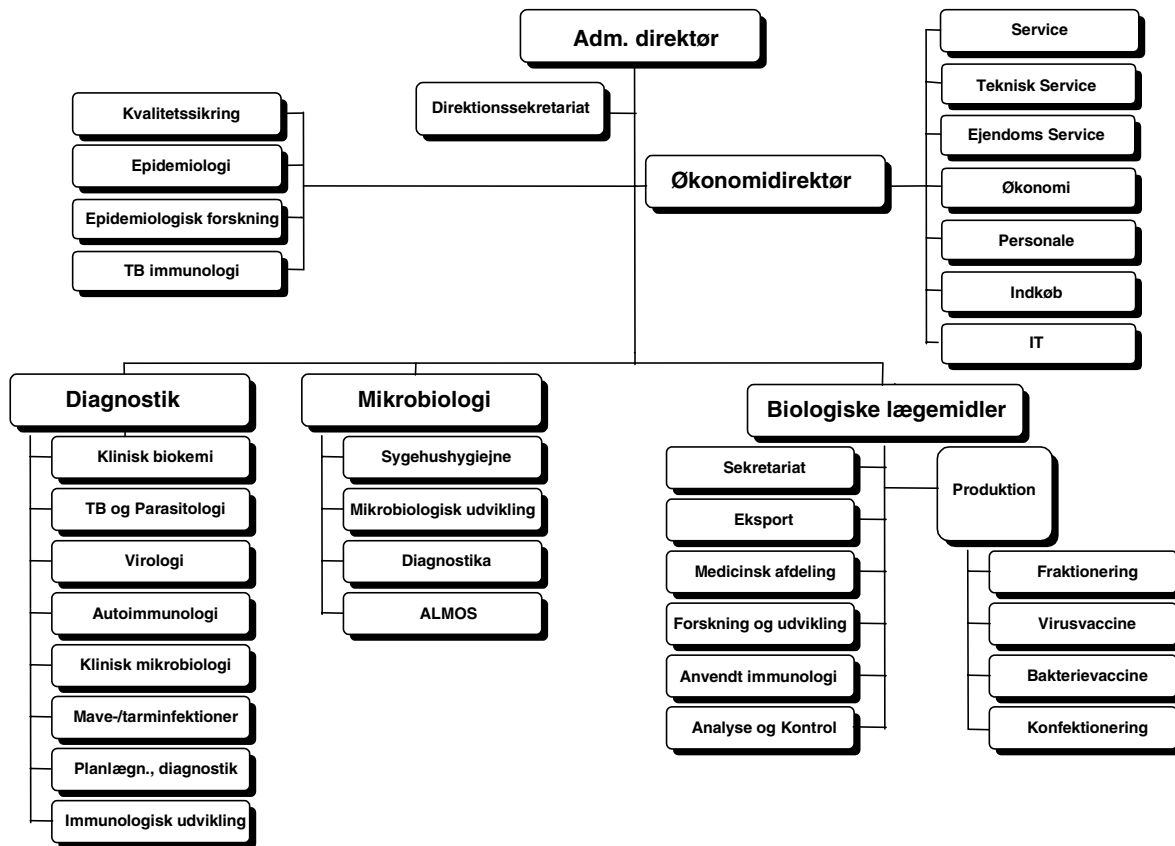 Adm. direktør
Direktionssekretariat
Kvalitetssikring
Epidemiologi
Epidemiologisk forskning
TB immunologi
Økonomidirektør
Service
Teknisk Service
Ejendoms Service
Økonomi
Personale
Indkøb
IT
Diagnostik
Klinisk biokemi
TB og Parasitologi
Virologi
Autoimmunologi
Klinisk mikrobiologi
Mave-/tarminfektioner
Planlægn., diagnostik
Immunologisk udvikling
Mikrobiologi
Sygehushygiejne
Mikrobiologisk udvikling
Diagnostika
ALMOS
Biologiske lægemidler
Sekretariat
Eksport
Medicinsk afdeling
Forskning og udvikling
Anvendt immunologi
Analyse og Kontrol
Produktion
Fraktionering
Virusvaccine
Bakterievaccine
Konfektionering